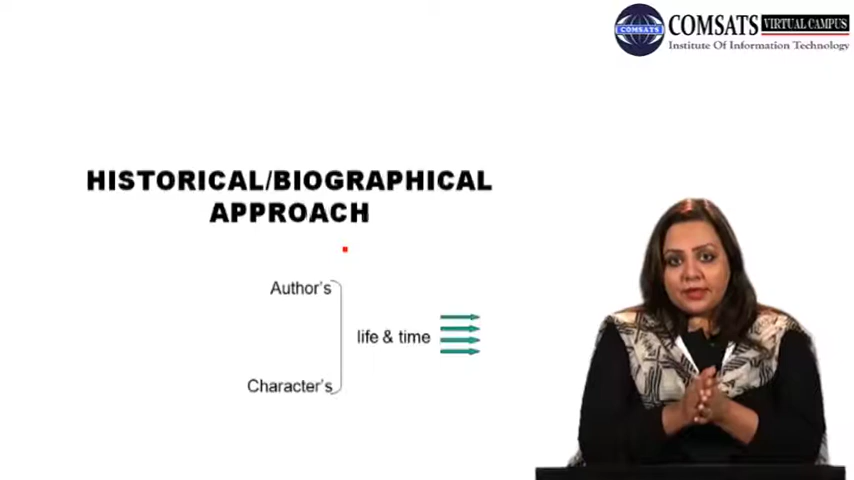 COMSATS
COMSATS VIRTUAL CAMPUS
Institute Of Information Technology
HISTORICAL/BIOGRAPHICAL
APPROACH
Author's
life & time
Character's